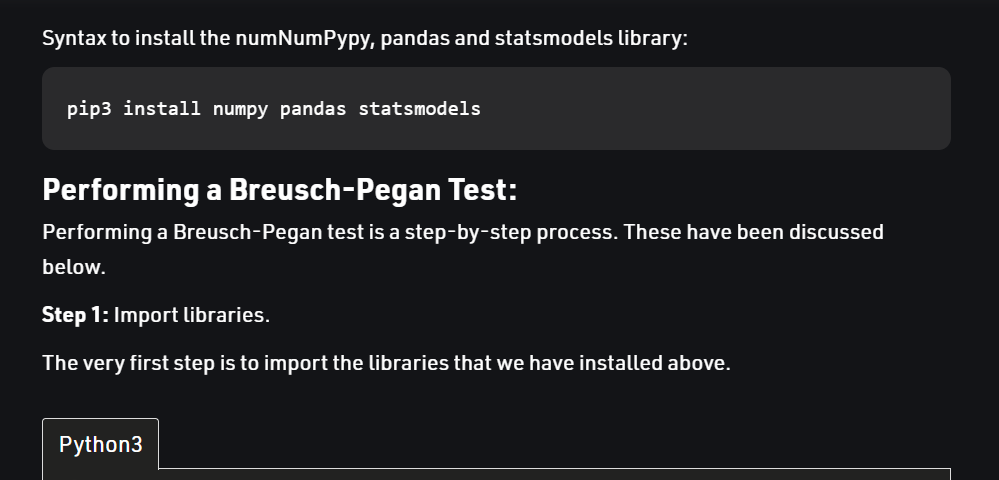 Syntax to install the numNumPypy, pandas and statsmodels library:
pip3 install numpy pandas statsmodels
Performing a Breusch-Pegan Test:
Performing a Breusch-Pegan test is a step-by-step process. These have been discussed
below.
Step 1: Import libraries.
The very first step is to import the libraries that we have installed above.
Python3